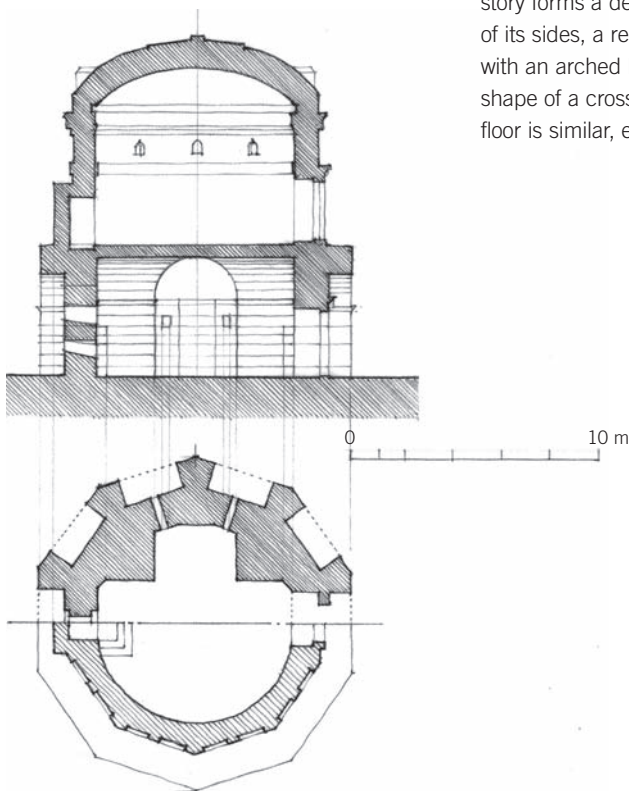 story forms a de
of its sides, a re
with an arched
shape of a cross
floor is similar, e
0 10 m